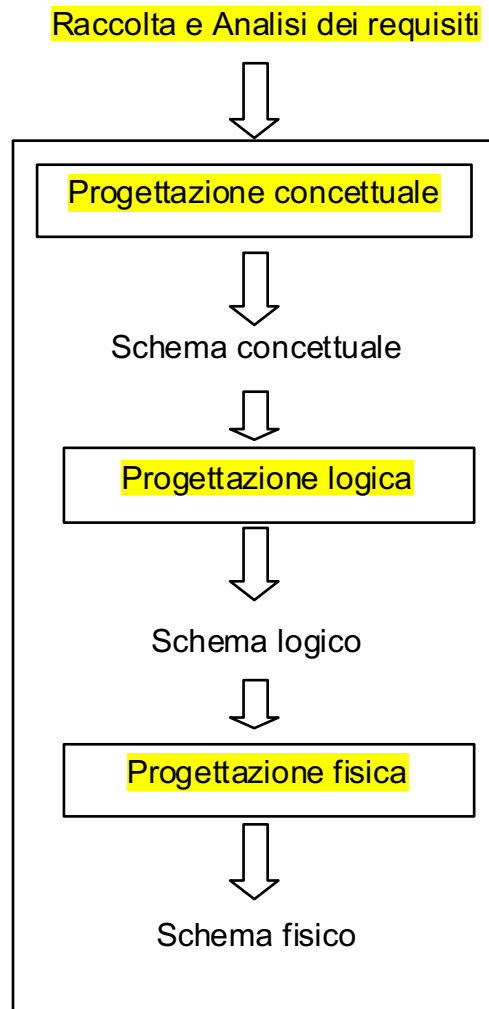 Raccolta e Analisi dei requisiti
Progettazione concettuale
Schema concettuale
Progettazione logica
Schema logico
Progettazione fisica
Schema fisico